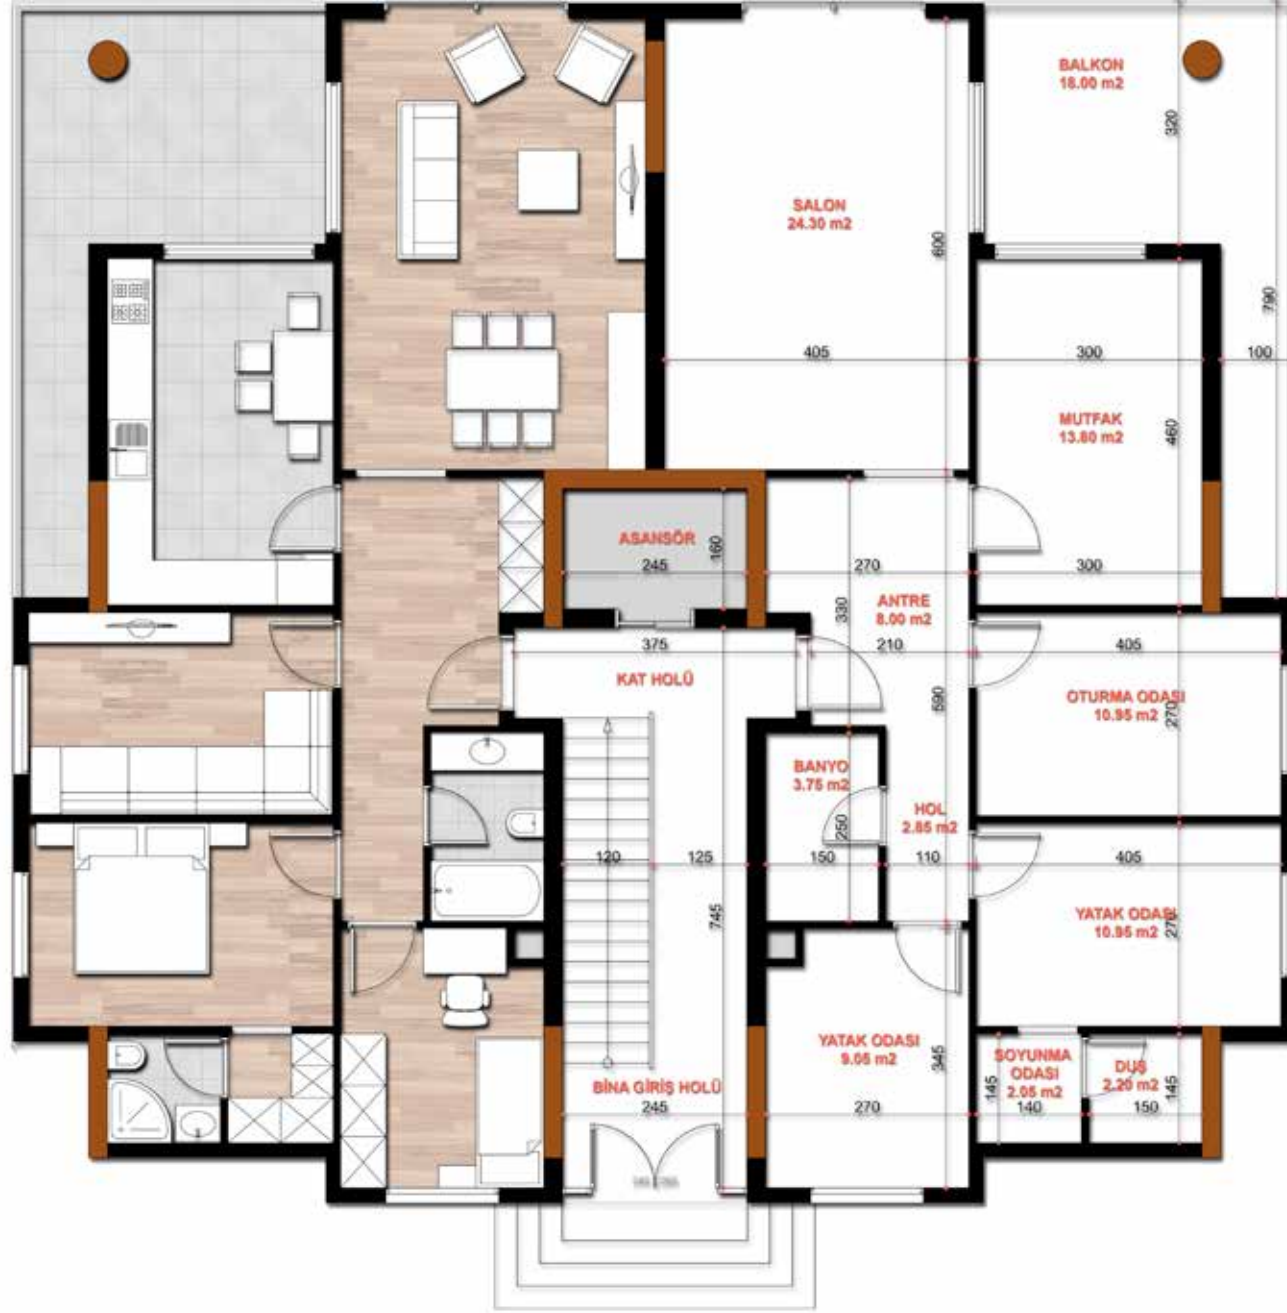 BALKON
18.00 m2
320
SALON
24.30 m2
600
790
405
300
100
MUTFAK
13.80 m2
460
ASANSÖR
160
245
270
300
ANTRE
8.00 m2
330
375
210
405
KAT HOLÜ
590
OTURMA ODASI
10.95 m2
270
BANYO
3.75 m2
250
HOL
2.85 m2
120
125
150
110
405
745
YATAK ODASI
10.95 m2
270
YATAK ODASI
9.05 m2
345
SOYUNMA
ODASI
2.05 m2
145
140
DUŞ
2.20 m2
145
150
BİNA GİRİŞ HOLÜ
245
270